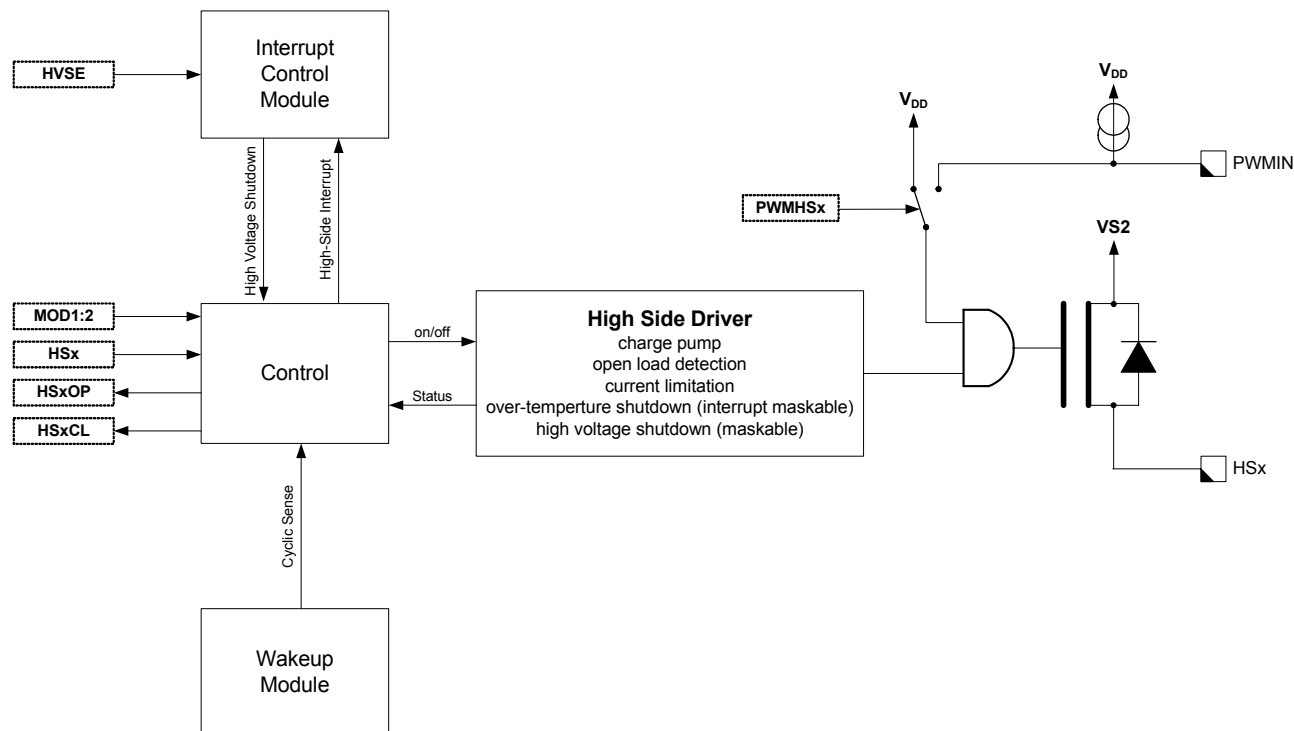 Interrupt
Control
Module
HVSE
High Voltage Shutdown
High-Side Interrupt
VDD
VDD
PWMIN
PWMHSx
VS2
MOD1:2
HSx
HSxOP
HSxCL
Control
on/off
Status
High Side Driver
charge pump
open load detection
current limitation
over-temperture shutdown (interrupt maskable)
high voltage shutdown (maskable)
HSx
Cyclic Sense
Wakeup
Module